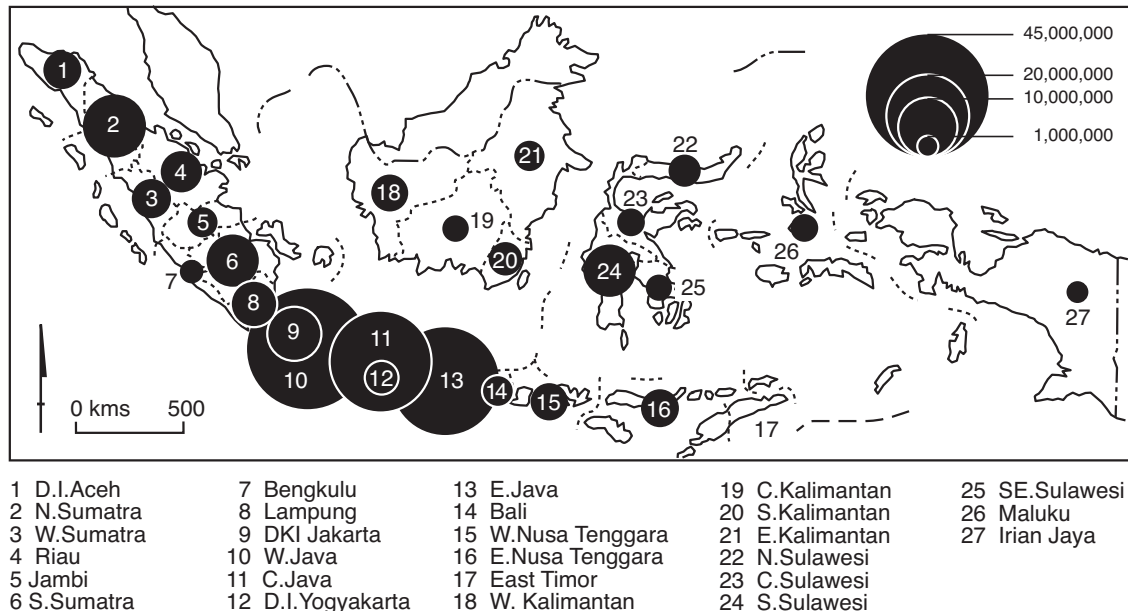 45,000,000
20,000,000
10,000,000
1,000,000
1
2
3
4
5
6
7
8
9
10
11
12
13
14
15
16
17
18
19
20
21
22
23
24
25
26
27
0 kms 500
1 D.I.Aceh
2 N.Sumatra
3 W.Sumatra
4 Riau
5 Jambi
6 S.Sumatra
7 Bengkulu
8 Lampung
9 DKI Jakarta
10 W.Java
11 C.Java
12 D.I.Yogyakarta
13 E.Java
14 Bali
15 W.Nusa Tenggara
16 E.Nusa Tenggara
17 East Timor
18 W. Kalimantan
19 C.Kalimantan
20 S.Kalimantan
21 E.Kalimantan
22 N.Sulawesi
23 C.Sulawesi
24 S.Sulawesi
25 SE.Sulawesi
26 Maluku
27 Irian Jaya